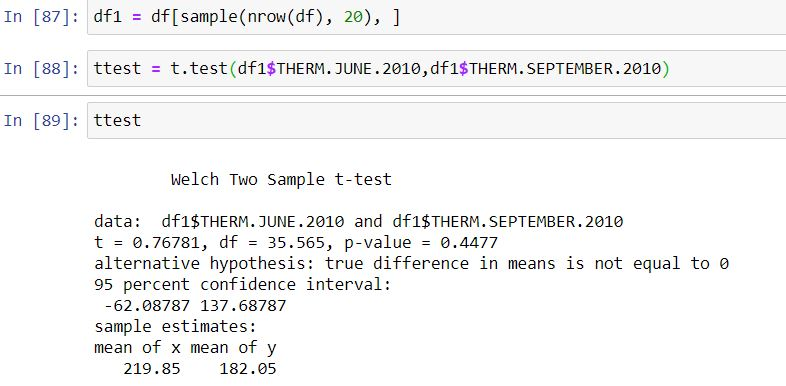 In [87]: df1 = df[sample(nrow(df), 20), ]
In [88]: ttest = t.test(df1$THERM.JUNE.2010,df1$THERM.SEPTEMBER.2010)
In [89]: ttest
Welch Two Sample t-test
data:  df1$THERM.JUNE.2010 and df1$THERM.SEPTEMBER.2010
t = 0.76781, df = 35.565, p-value = 0.4477
alternative hypothesis: true difference in means is not equal to 0
95 percent confidence interval:
-62.08787 137.68787
sample estimates:
mean of x mean of y
219.85    182.05